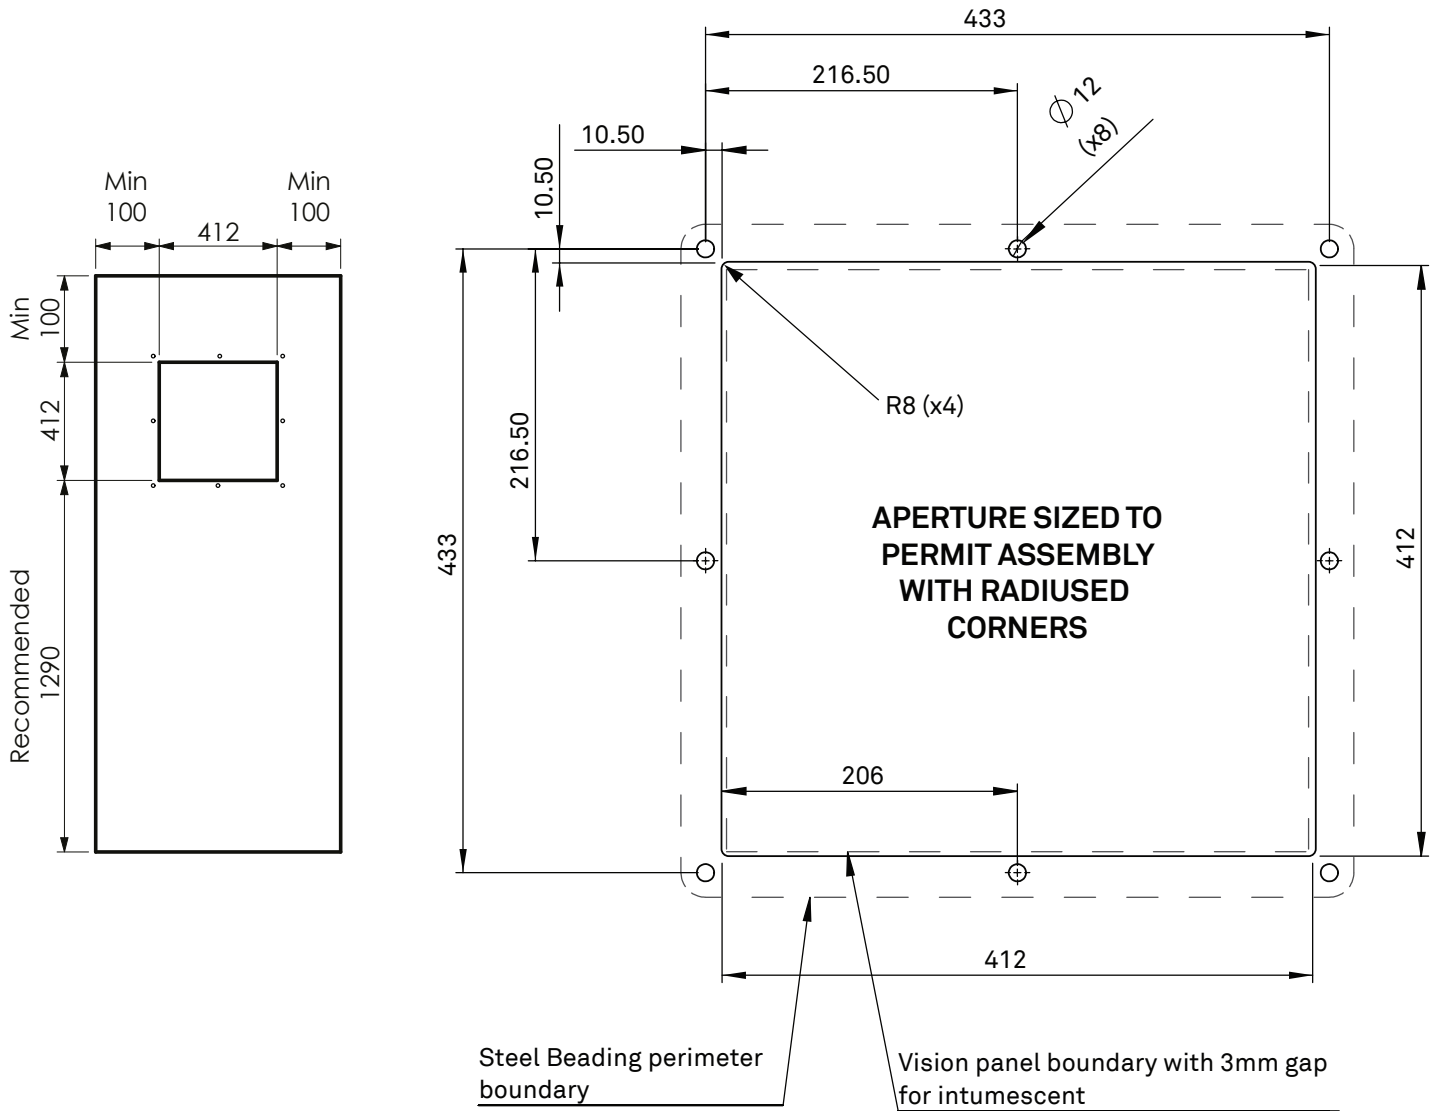 Min
100
Min
100
412
Min
100
412
Recommended
1290
433
216.50
Ø 12
(x8)
10.50
10.50
216.50
433
R8 (x4)
APERTURE SIZED TO
PERMIT ASSEMBLY
WITH RADIUSED
CORNERS
412
206
412
Steel Beading perimeter
boundary
Vision panel boundary with 3mm gap
for intumescent